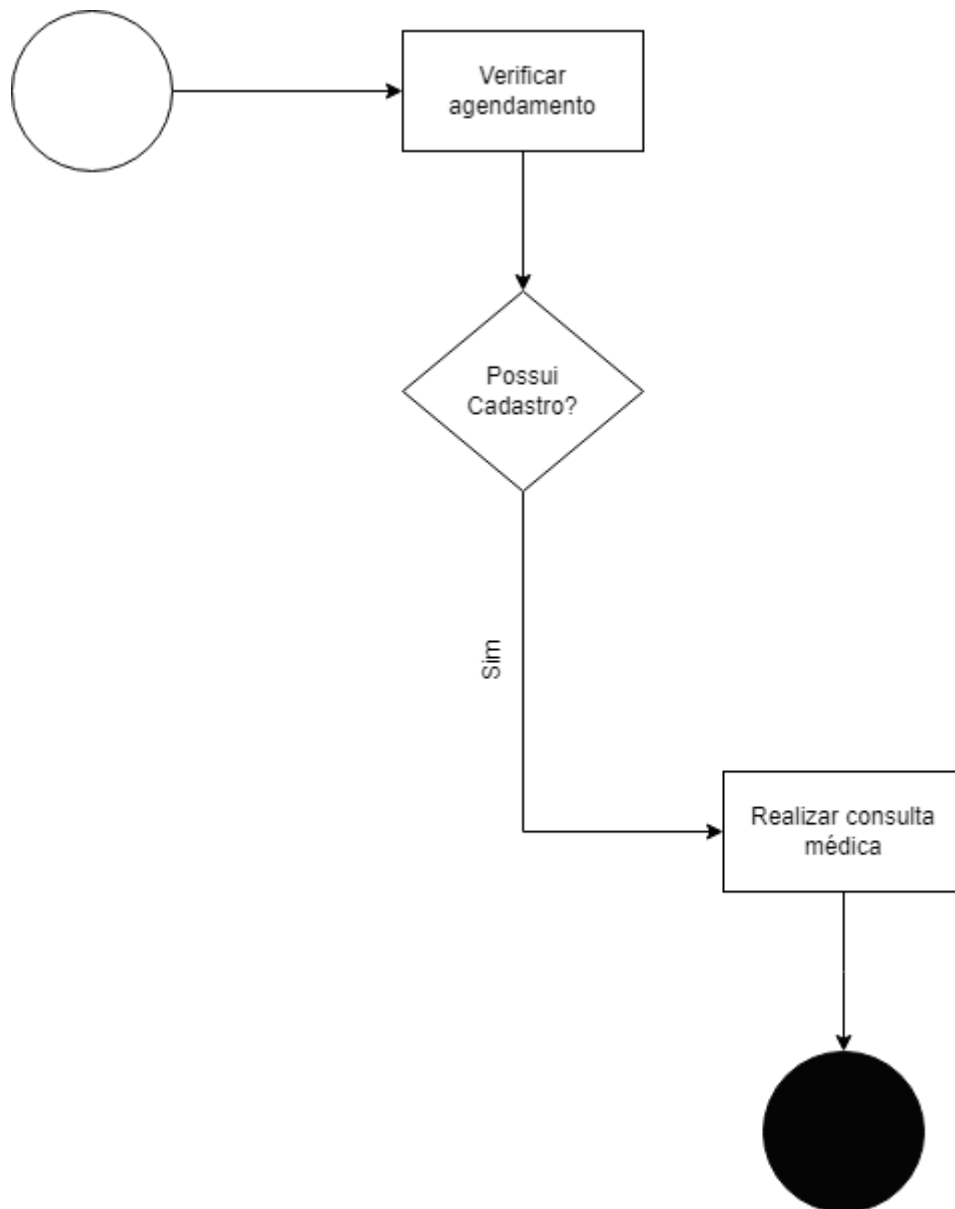 Verificar
agendamento
Possui
Cadastro?
Sim
Realizar consulta
médica